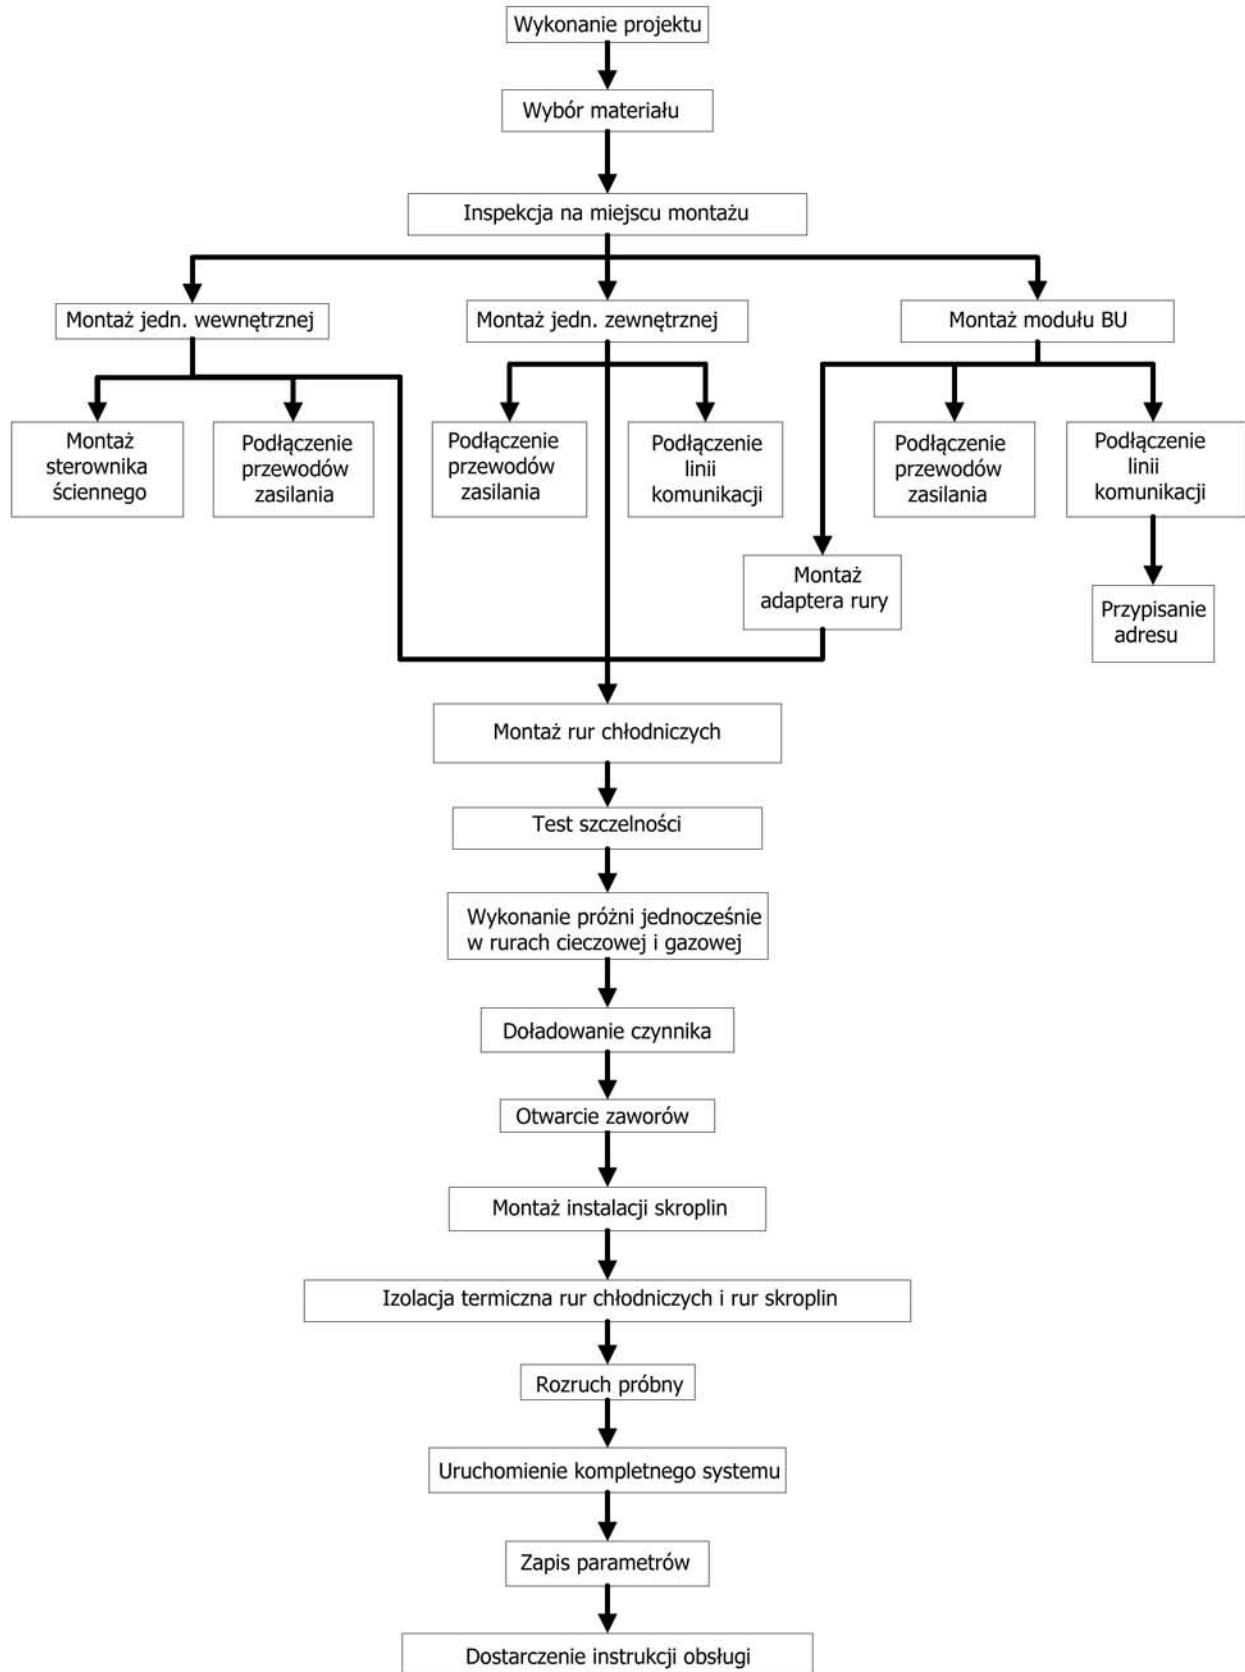 Wykonanie projektu
Wybór materiału
Inspekcja na miejscu montażu
Montaż jedn. wewnętrznej
Montaż jedn. zewnętrznej
Montaż modułu BU
Montaż
sterownika
ściennego
Podłączenie
przewodów
zasilania
Podłączenie
przewodów
zasilania
Podłączenie
linii
komunikacji
Podłączenie
przewodów
zasilania
Podłączenie
linii
komunikacji
Montaż
adaptera rury
Przypisanie
adresu
Montaż rur chłodniczych
Test szczelności
Wykonanie próżni jednocześnie
w rurach cieczowej i gazowej
Doładowanie czynnika
Otwarcie zaworów
Montaż instalacji skroplin
Izolacja termiczna rur chłodniczych i rur skroplin
Rozruch próbny
Uruchomienie kompletnego systemu
Zapis parametrów
Dostarczenie instrukcji obsługi